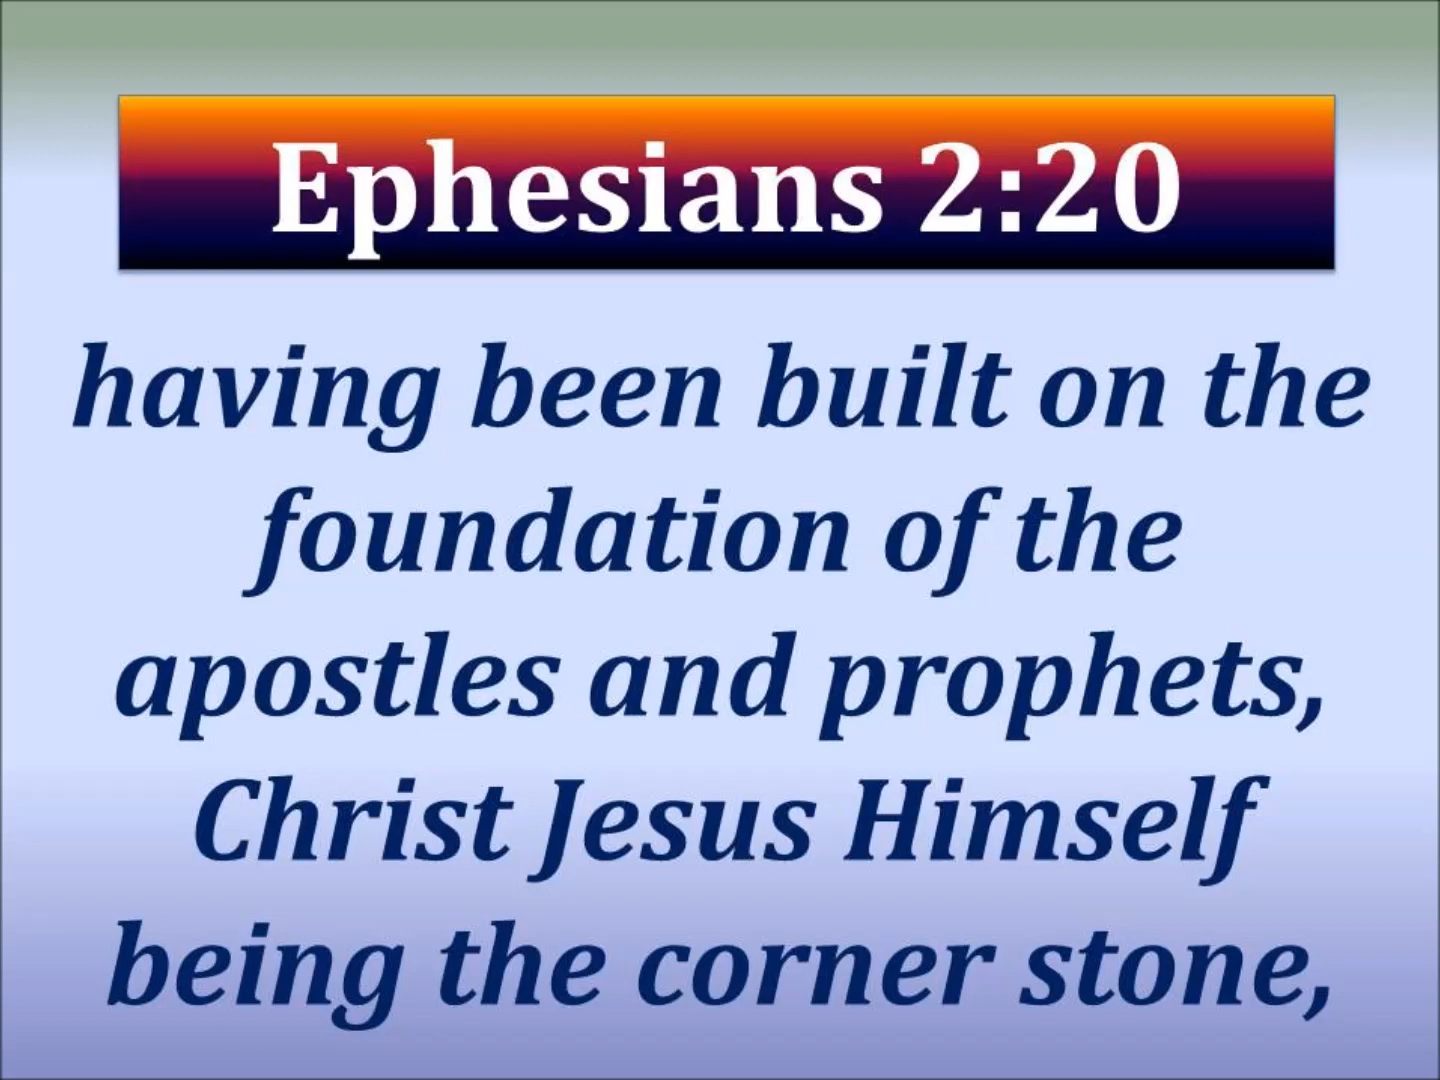 Ephesians 2:20
having been built on the
foundation of the
apostles and prophets,
Christ Jesus Himself
being the corner stone,